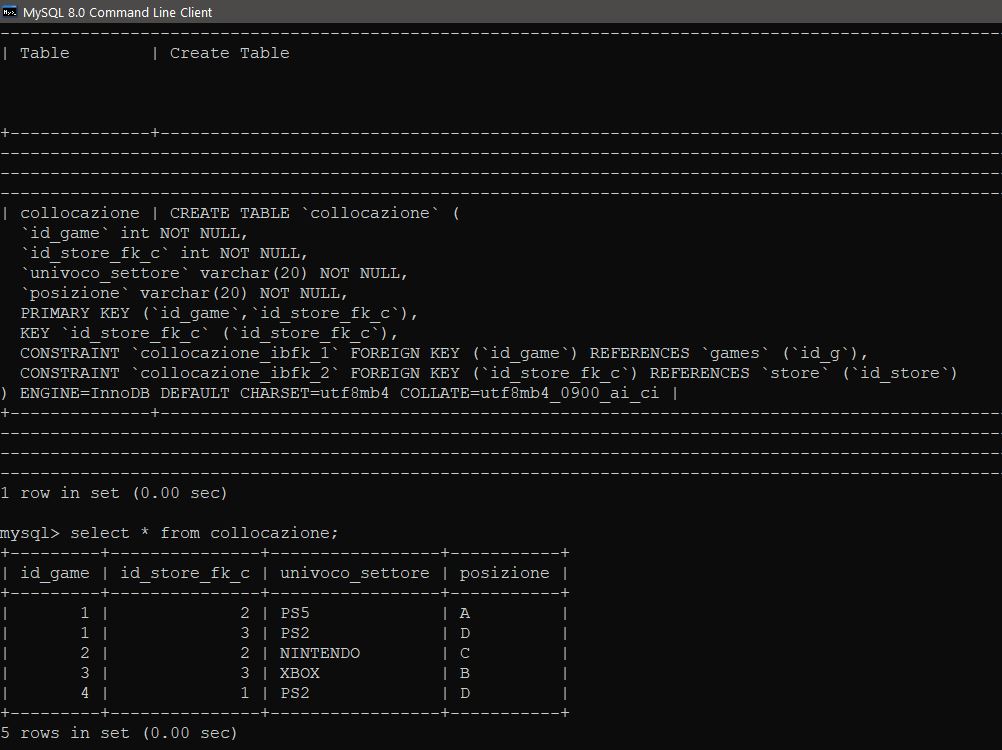 MySQL 8.0 Command Line Client
----------------------------------------------------------------------------------------------------
| Table        | Create Table
+--------------+------------------------------------------------------------------------------------
----------------------------------------------------------------------------------------------------
----------------------------------------------------------------------------------------------------
----------------------------------------------------------------------------------------------------
| collocazione | CREATE TABLE `collocazione` (
  `id_game` int NOT NULL,
  `id_store_fk_c` int NOT NULL,
  `univoco_settore` varchar(20) NOT NULL,
  `posizione` varchar(20) NOT NULL,
  PRIMARY KEY (`id_game`,`id_store_fk_c`),
  KEY `id_store_fk_c` (`id_store_fk_c`),
  CONSTRAINT `collocazione_ibfk_1` FOREIGN KEY (`id_game`) REFERENCES `games` (`id_g`),
  CONSTRAINT `collocazione_ibfk_2` FOREIGN KEY (`id_store_fk_c`) REFERENCES `store` (`id_store`)
) ENGINE=InnoDB DEFAULT CHARSET=utf8mb4 COLLATE=utf8mb4_0900_ai_ci |
+--------------+------------------------------------------------------------------------------------
----------------------------------------------------------------------------------------------------
----------------------------------------------------------------------------------------------------
----------------------------------------------------------------------------------------------------
1 row in set (0.00 sec)
mysql> select * from collocazione;
+---------+---------------+-----------------+-----------+
| id_game | id_store_fk_c | univoco_settore | posizione |
+---------+---------------+-----------------+-----------+
|       1 |             2 | PS5             | A         |
|       1 |             3 | PS2             | D         |
|       2 |             2 | NINTENDO        | C         |
|       3 |             3 | XBOX            | B         |
|       4 |             1 | PS2             | D         |
+---------+---------------+-----------------+-----------+
5 rows in set (0.00 sec)